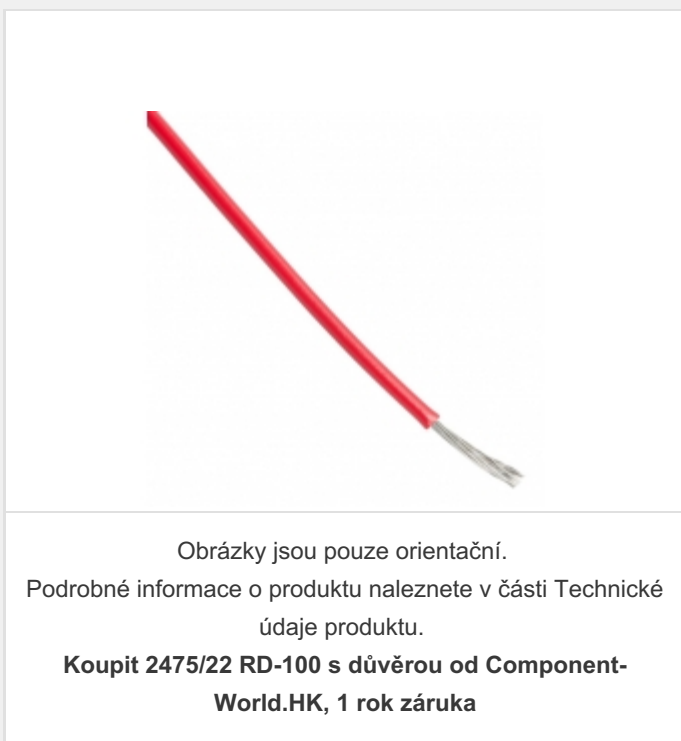 Obrázky jsou pouze orientační.
Podrobné informace o produktu naleznete v části Technické
údaje produktu.
Koupit 2475/22 RD-100 s důvěrou od Component-
World.HK, 1 rok záruka